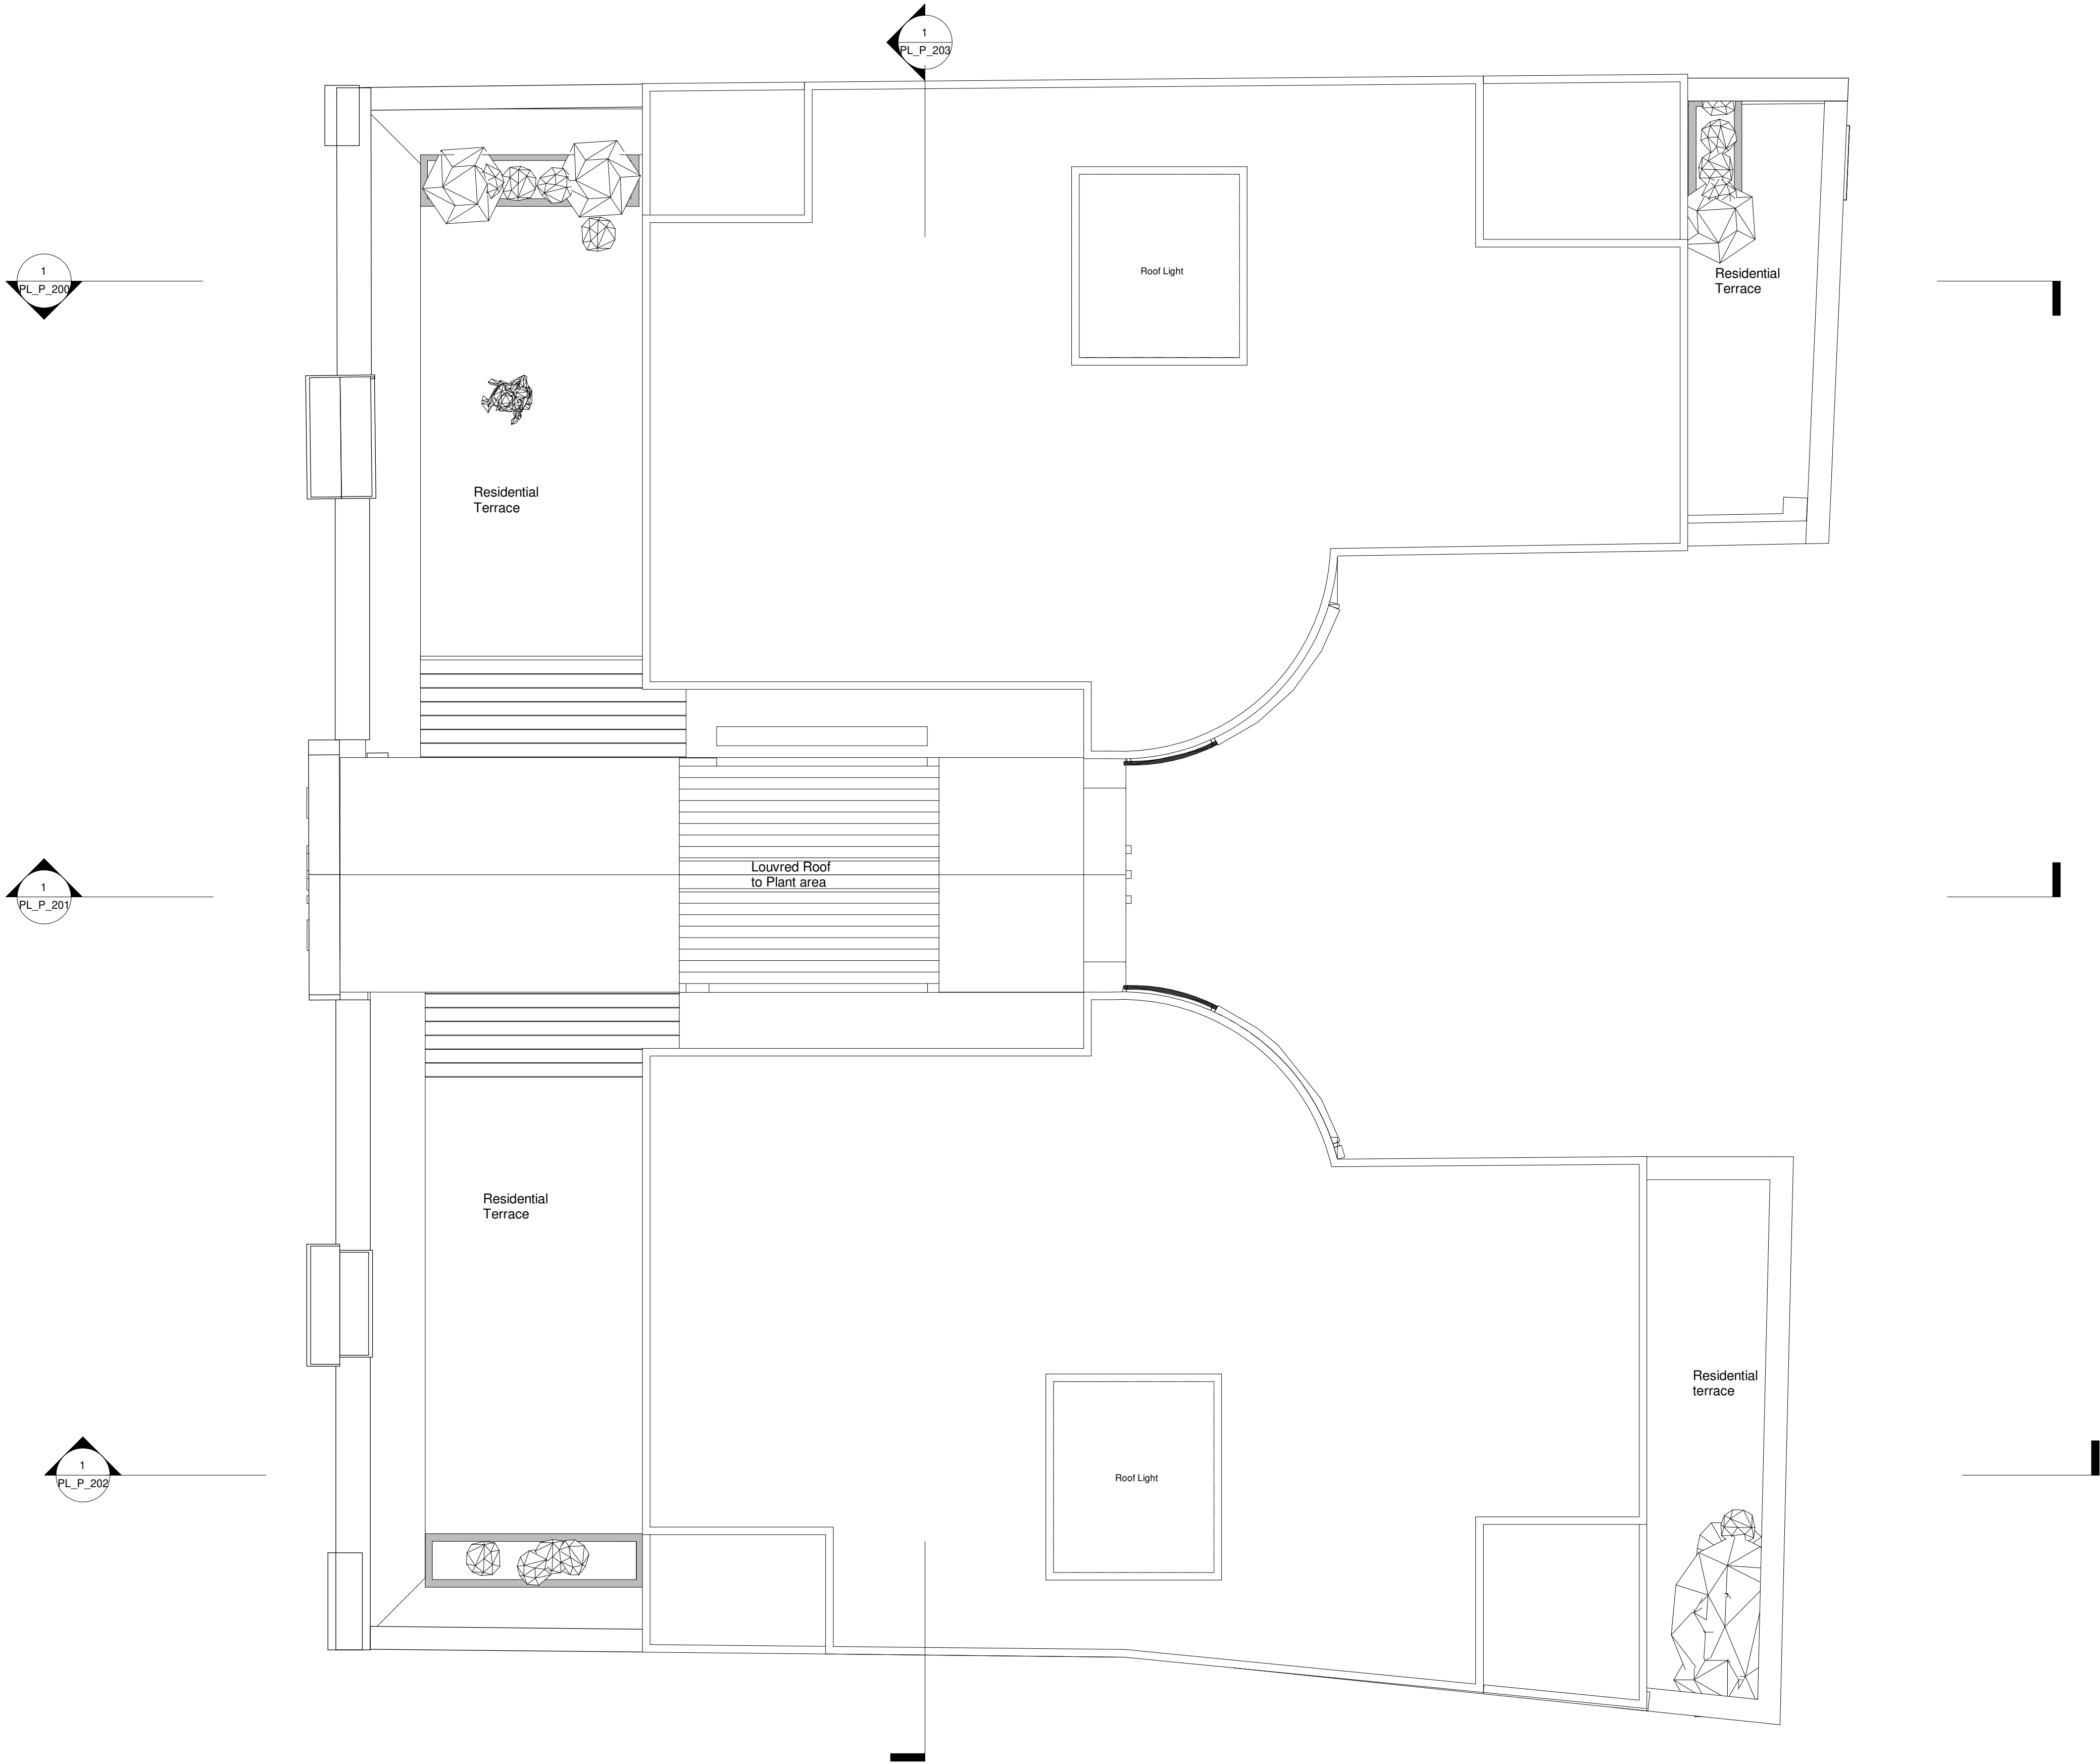 1
PL_P_203
1
PL_P_200
Roof Light
Residential
Terrace
Residential
Terrace
Louvred Roof
to Plant area
1
PL_P_201
Residential
Terrace
Residential
terrace
1
PL_P_202
Roof Light